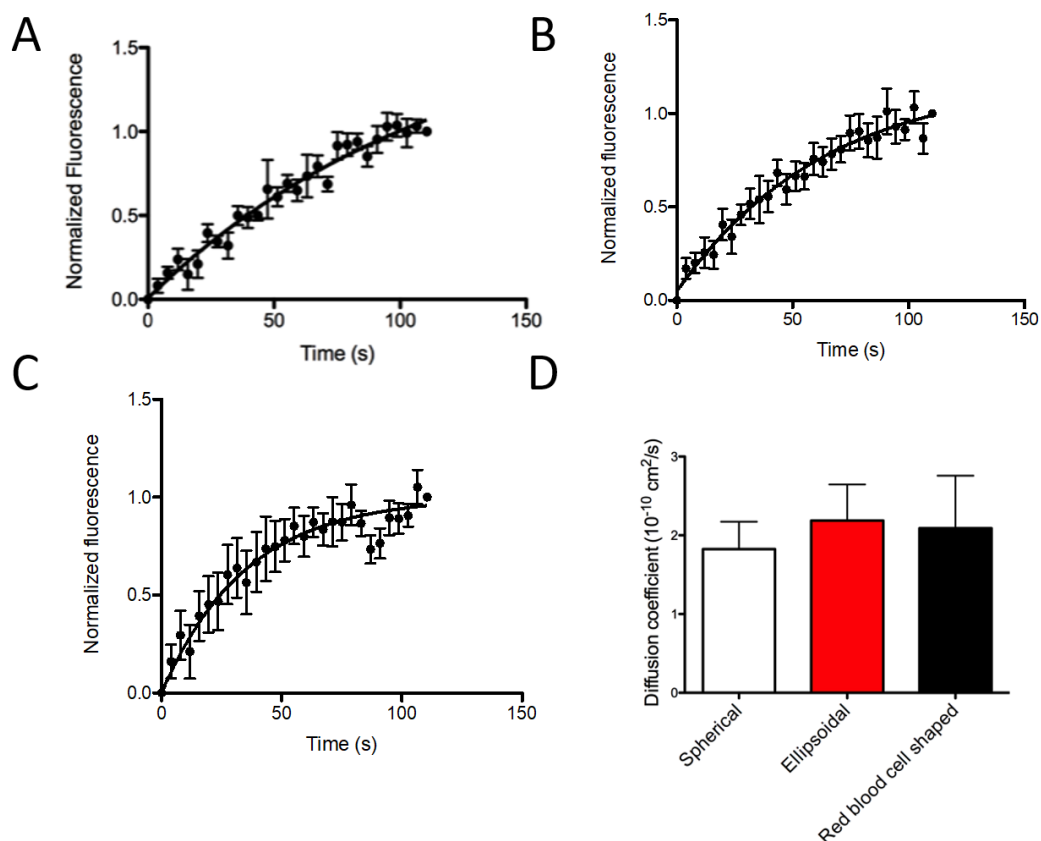 A
1.5
1.0
0.5
0.0
0
50
100
150
Normalized Fluorescence
Time (s)
B
1.5
1.0
0.5
0.0
0
50
100
150
Normalized fluorescence
Time (s)
C
1.5
1.0
0.5
0.0
0
50
100
150
Normalized fluorescence
Time (s)
D
3
2
1
0
Diffusion coefficient (10⁻¹⁰ cm²/s)
Spherical
Ellipsoidal
Red blood cell shaped